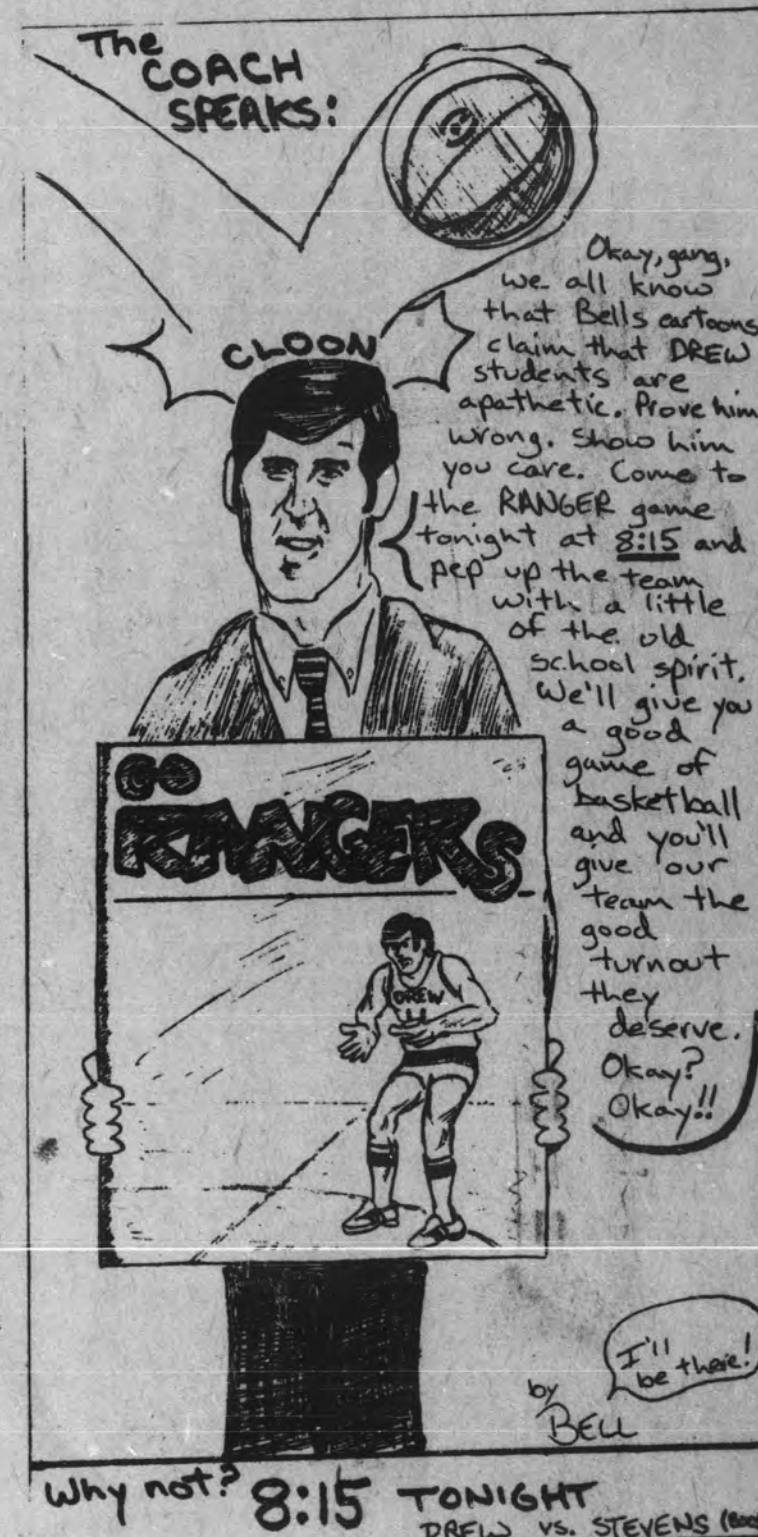 The
COACH
SPEAKS:
CLOON
Okay, gang,
we all know
that Bells cartoons
claim that DREW
students are
apathetic. Prove him
wrong. Show him
you care. Come to
the RANGER game
tonight at 8:15 and
pep up the team
with a little
of the old
school spirit.
We'll give you
a good
game of
basketball
and you'll
give our
team the
good
turnout
they
deserve.
Okay?
Okay!!
GO
RANGERS
DREW
11
I'll
be there!
by
BELL
Why not? 8:15 TONIGHT
DREW VS. STEVENS